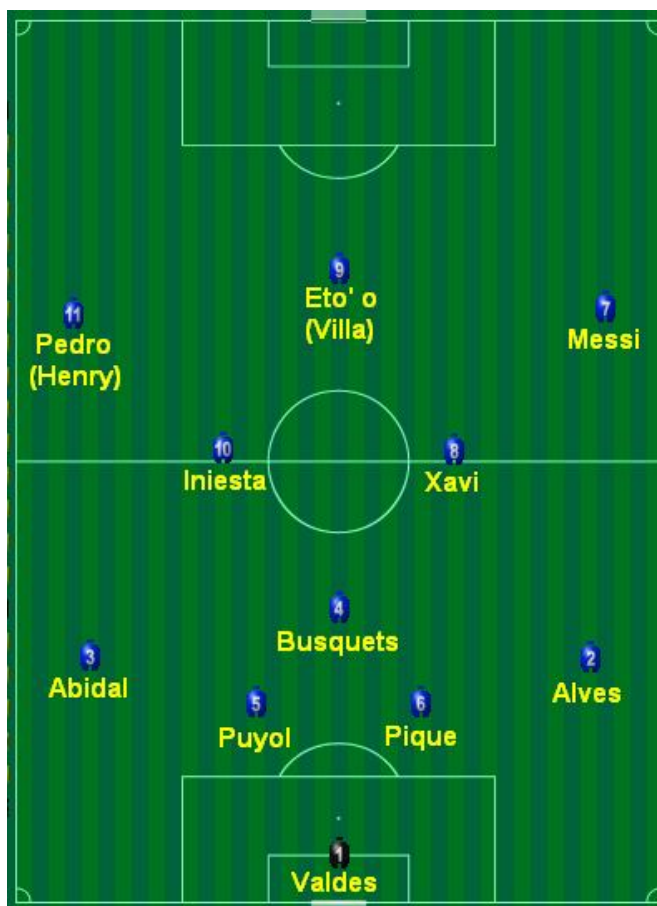 9
Eto' o
(Villa)
11
Pedro
(Henry)
7
Messi
10
Iniesta
8
Xavi
4
Busquets
3
Abidal
2
Alves
5
Puyol
6
Pique
1
Valdes